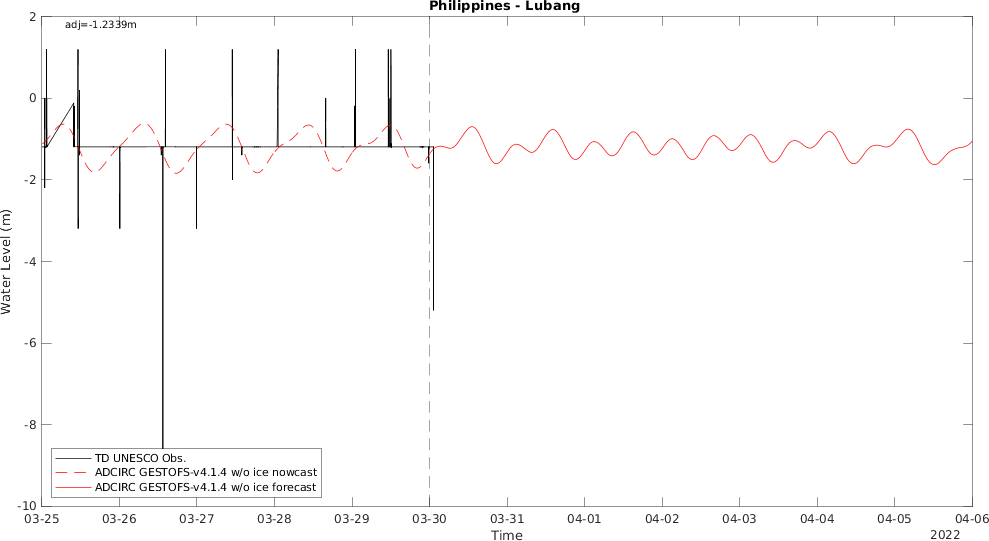 Philippines - Lubang
adj=-1.2339m
Water Level (m)
2
0
-2
-4
-6
-8
-10
TD UNESCO Obs.
ADCIRC GESTOFS-v4.1.4 w/o ice nowcast
ADCIRC GESTOFS-v4.1.4 w/o ice forecast
03-25 03-26 03-27 03-28 03-29 03-30 03-31 04-01 04-02 04-03 04-04 04-05 04-06
Time
2022